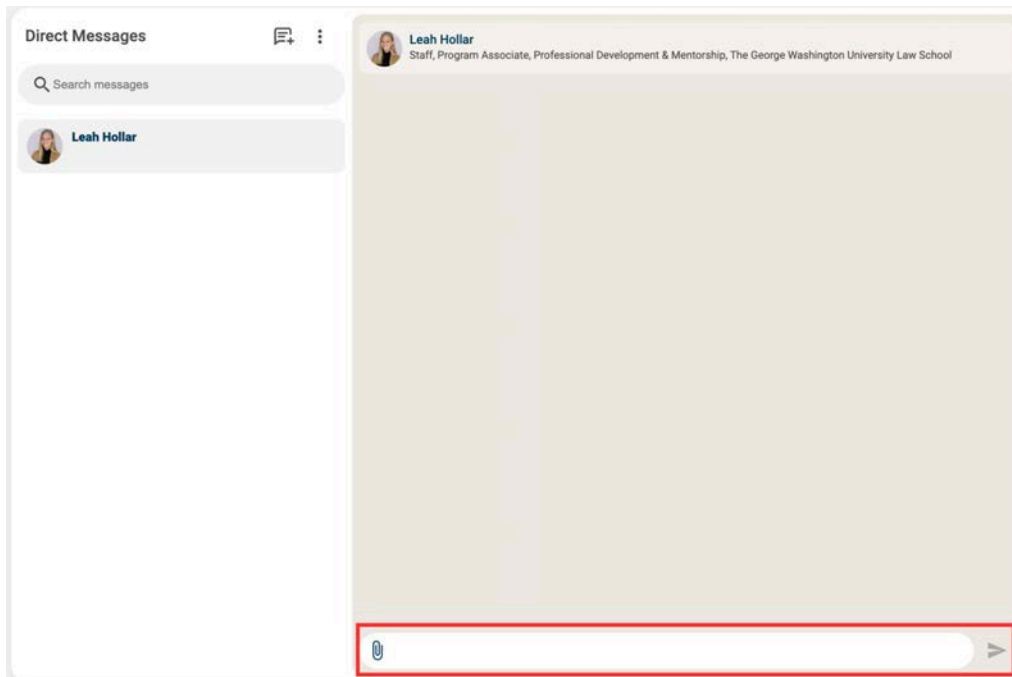 Direct Messages
Search messages
Leah Hollar
Leah Hollar
Staff, Program Associate, Professional Development & Mentorship, The George Washington University Law School